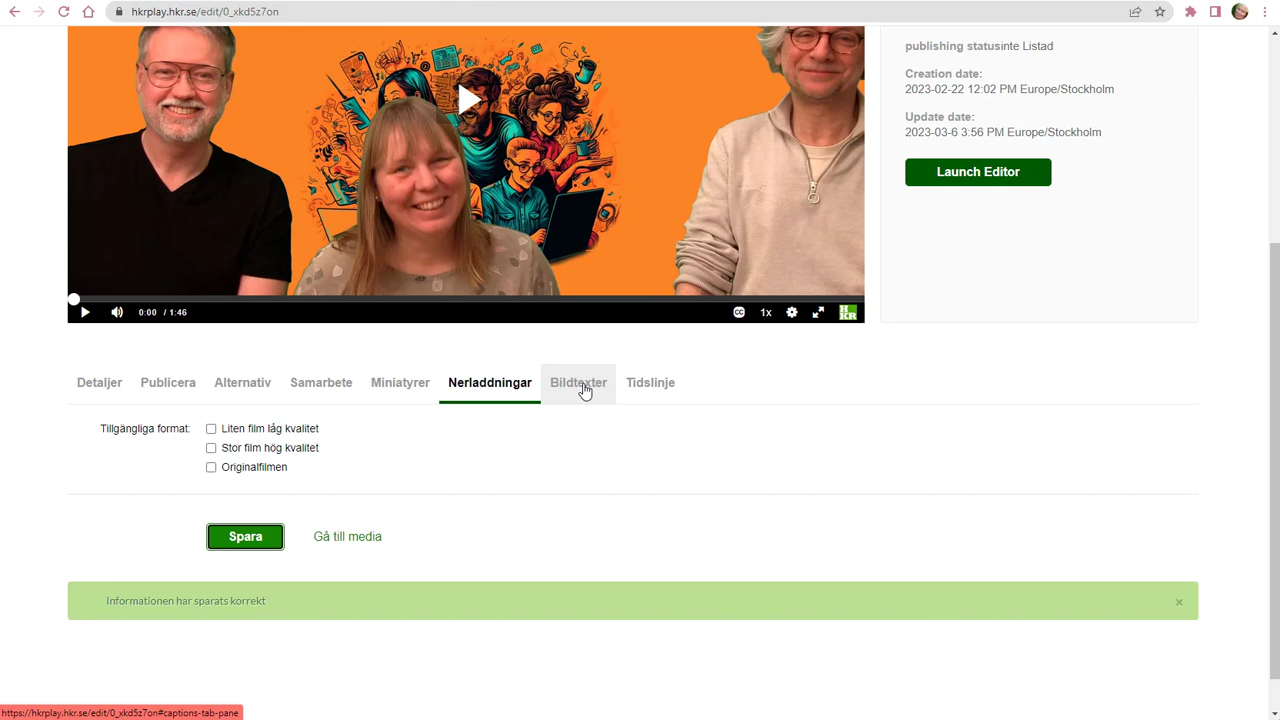 hkrplay.hkr.se/edit/0_xkd5z7on
publishing statusinte Listad
Creation date:
2023-02-22 12:02 PM Europe/Stockholm
Update date:
2023-03-6 3:56 PM Europe/Stockholm
Launch Editor
0:00 / 1:46
CC
1x
HKR
Detaljer Publicera Alternativ Samarbete Miniatyrer Nerladdningar Bildtexter Tidslinje
Tillgängliga format:
Liten film låg kvalitet
Stor film hög kvalitet
Originalfilmen
Spara
Gå till media
Informationen har sparats korrekt
×
https://hkrplay.hkr.se/edit/0_xkd5z7on#captions-tab-pane